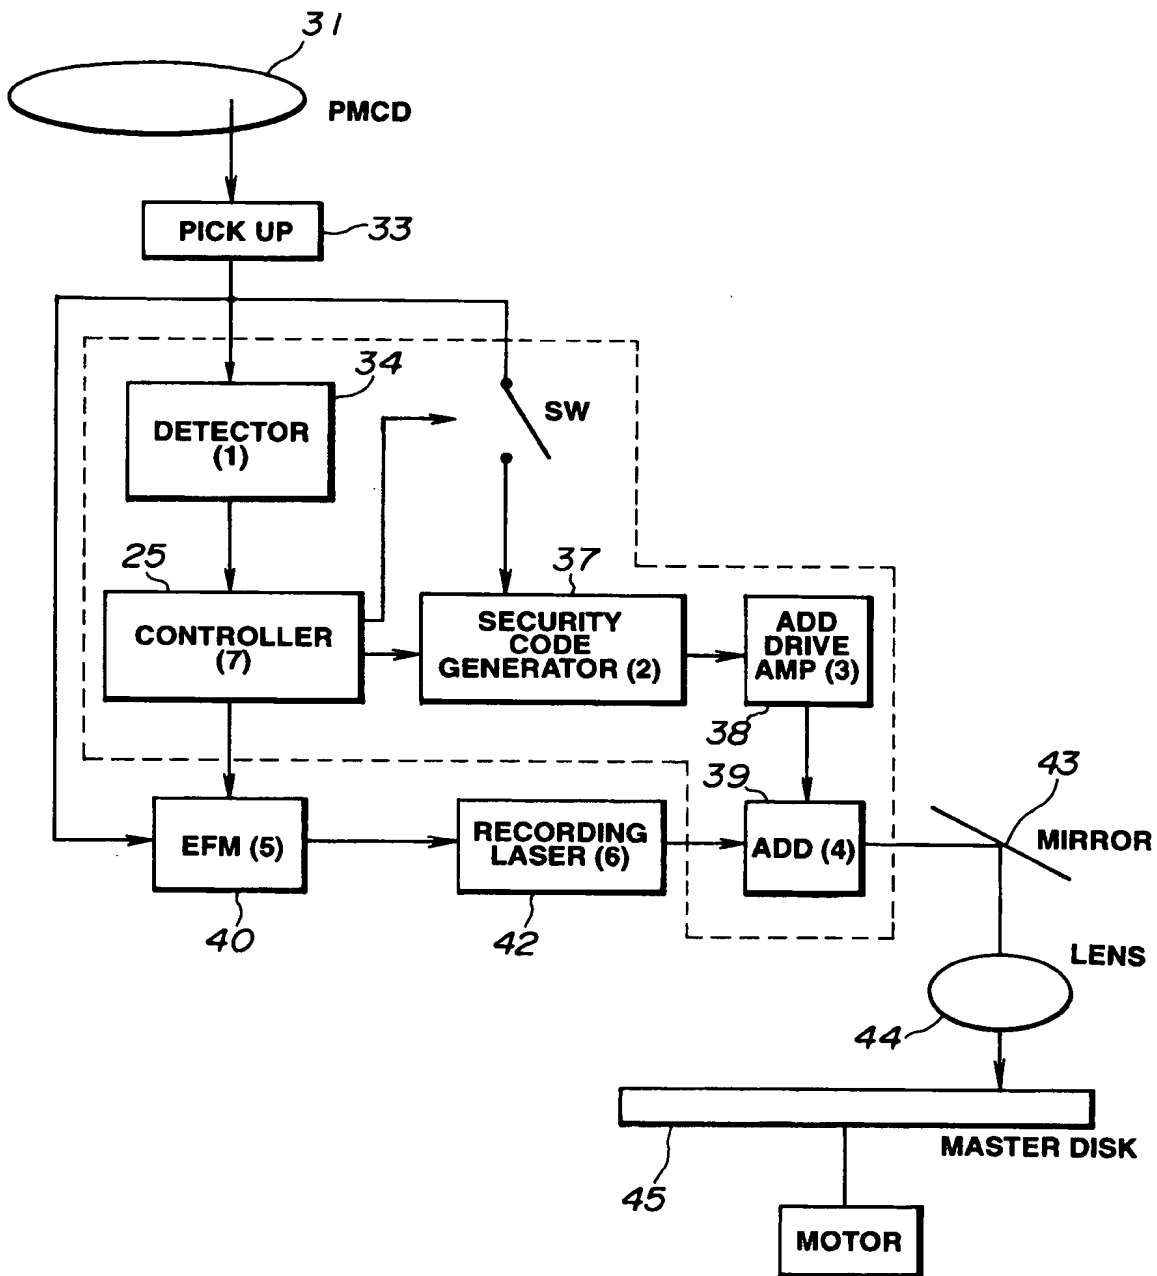 31
PMCD
PICK UP
33
34
DETECTOR
(1)
SW
25
37
CONTROLLER
(7)
SECURITY
CODE
GENERATOR (2)
ADD
DRIVE
AMP (3)
38
39
43
EFM (5)
RECORDING
LASER (6)
ADD (4)
MIRROR
40
42
LENS
44
MASTER DISK
45
MOTOR